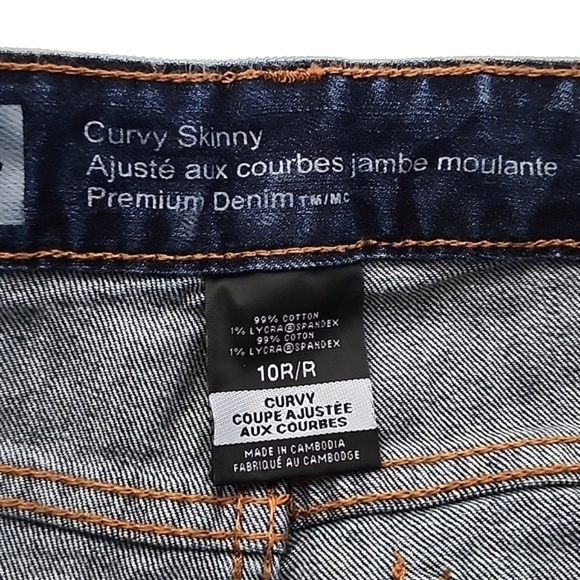 Curvy Skinny
Ajusté aux courbes jambe moulante
Premium Denim TM/MC
99% COTTON
1% LYCRA®SPANDEX
99% COTTON
1% LYCRA®SPANDEX
10R/R
CURVY
COUPE AJUSTÉE
AUX COURBES
MADE IN CAMBODIA
FABRIQUÉ AU CAMBODGE